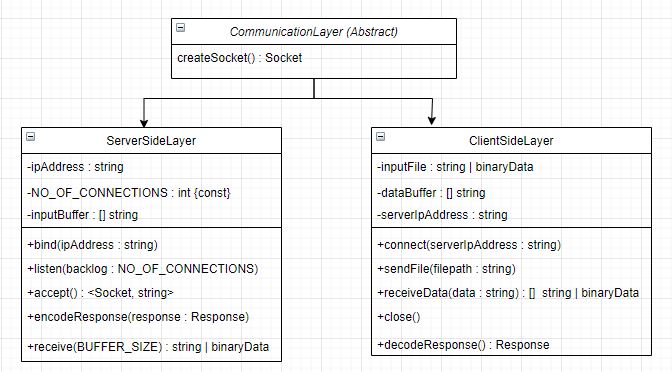 CommunicationLayer (Abstract)
createSocket() : Socket
ServerSideLayer
-ipAddress : string
-NO_OF_CONNECTIONS : int {const}
-inputBuffer : [] string
+bind(ipAddress : string)
+listen(backlog : NO_OF_CONNECTIONS)
+accept() : <Socket, string>
+encodeResponse(response : Response)
+receive(BUFFER_SIZE) : string | binaryData
ClientSideLayer
-inputFile : string | binaryData
-dataBuffer : [] string
-serverIpAddress : string
+connect(serverIpAddress : string)
+sendFile(filepath : string)
+receiveData(data : string) : [] string | binaryData
+close()
+decodeResponse() : Response